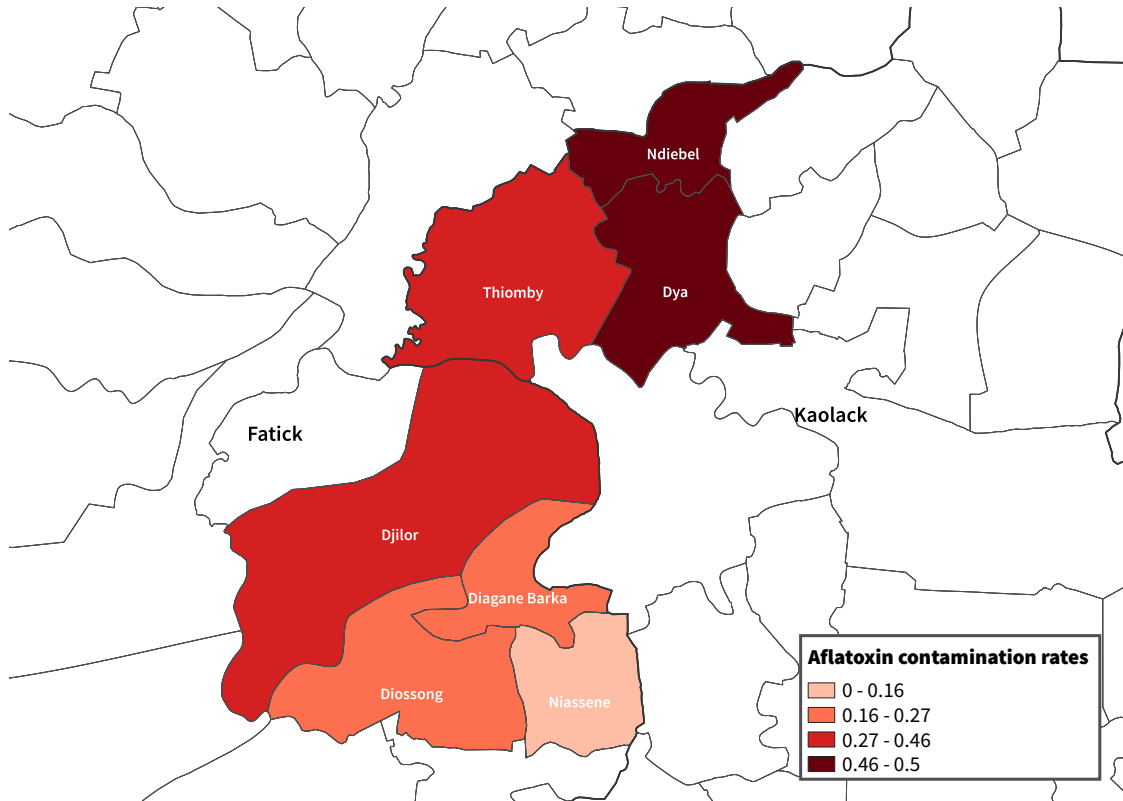 Ndiebel
Thiomby
Dya
Kaolack
Fatick
Djilor
Diagane Barka
Diossong
Niassene
Aflatoxin contamination rates
0 - 0.16
0.16 - 0.27
0.27 - 0.46
0.46 - 0.5